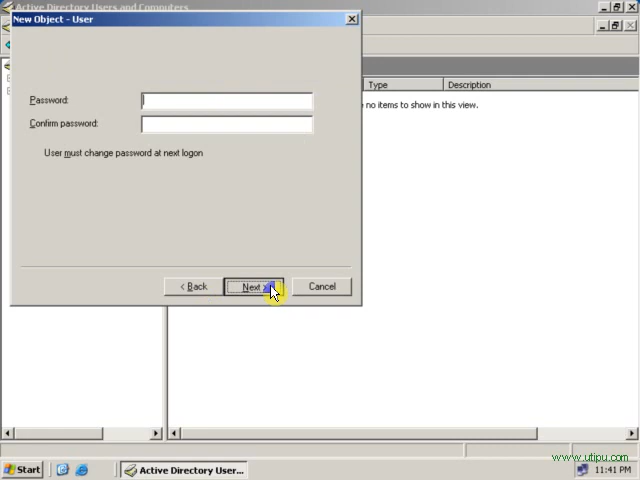 Active Directory Users and Computers
New Object - User
Password:
Confirm password:
User must change password at next logon
< Back
Next >
Cancel
Type
Description
no items to show in this view.
www.utipu.com
Start
Active Directory User...
11:41 PM